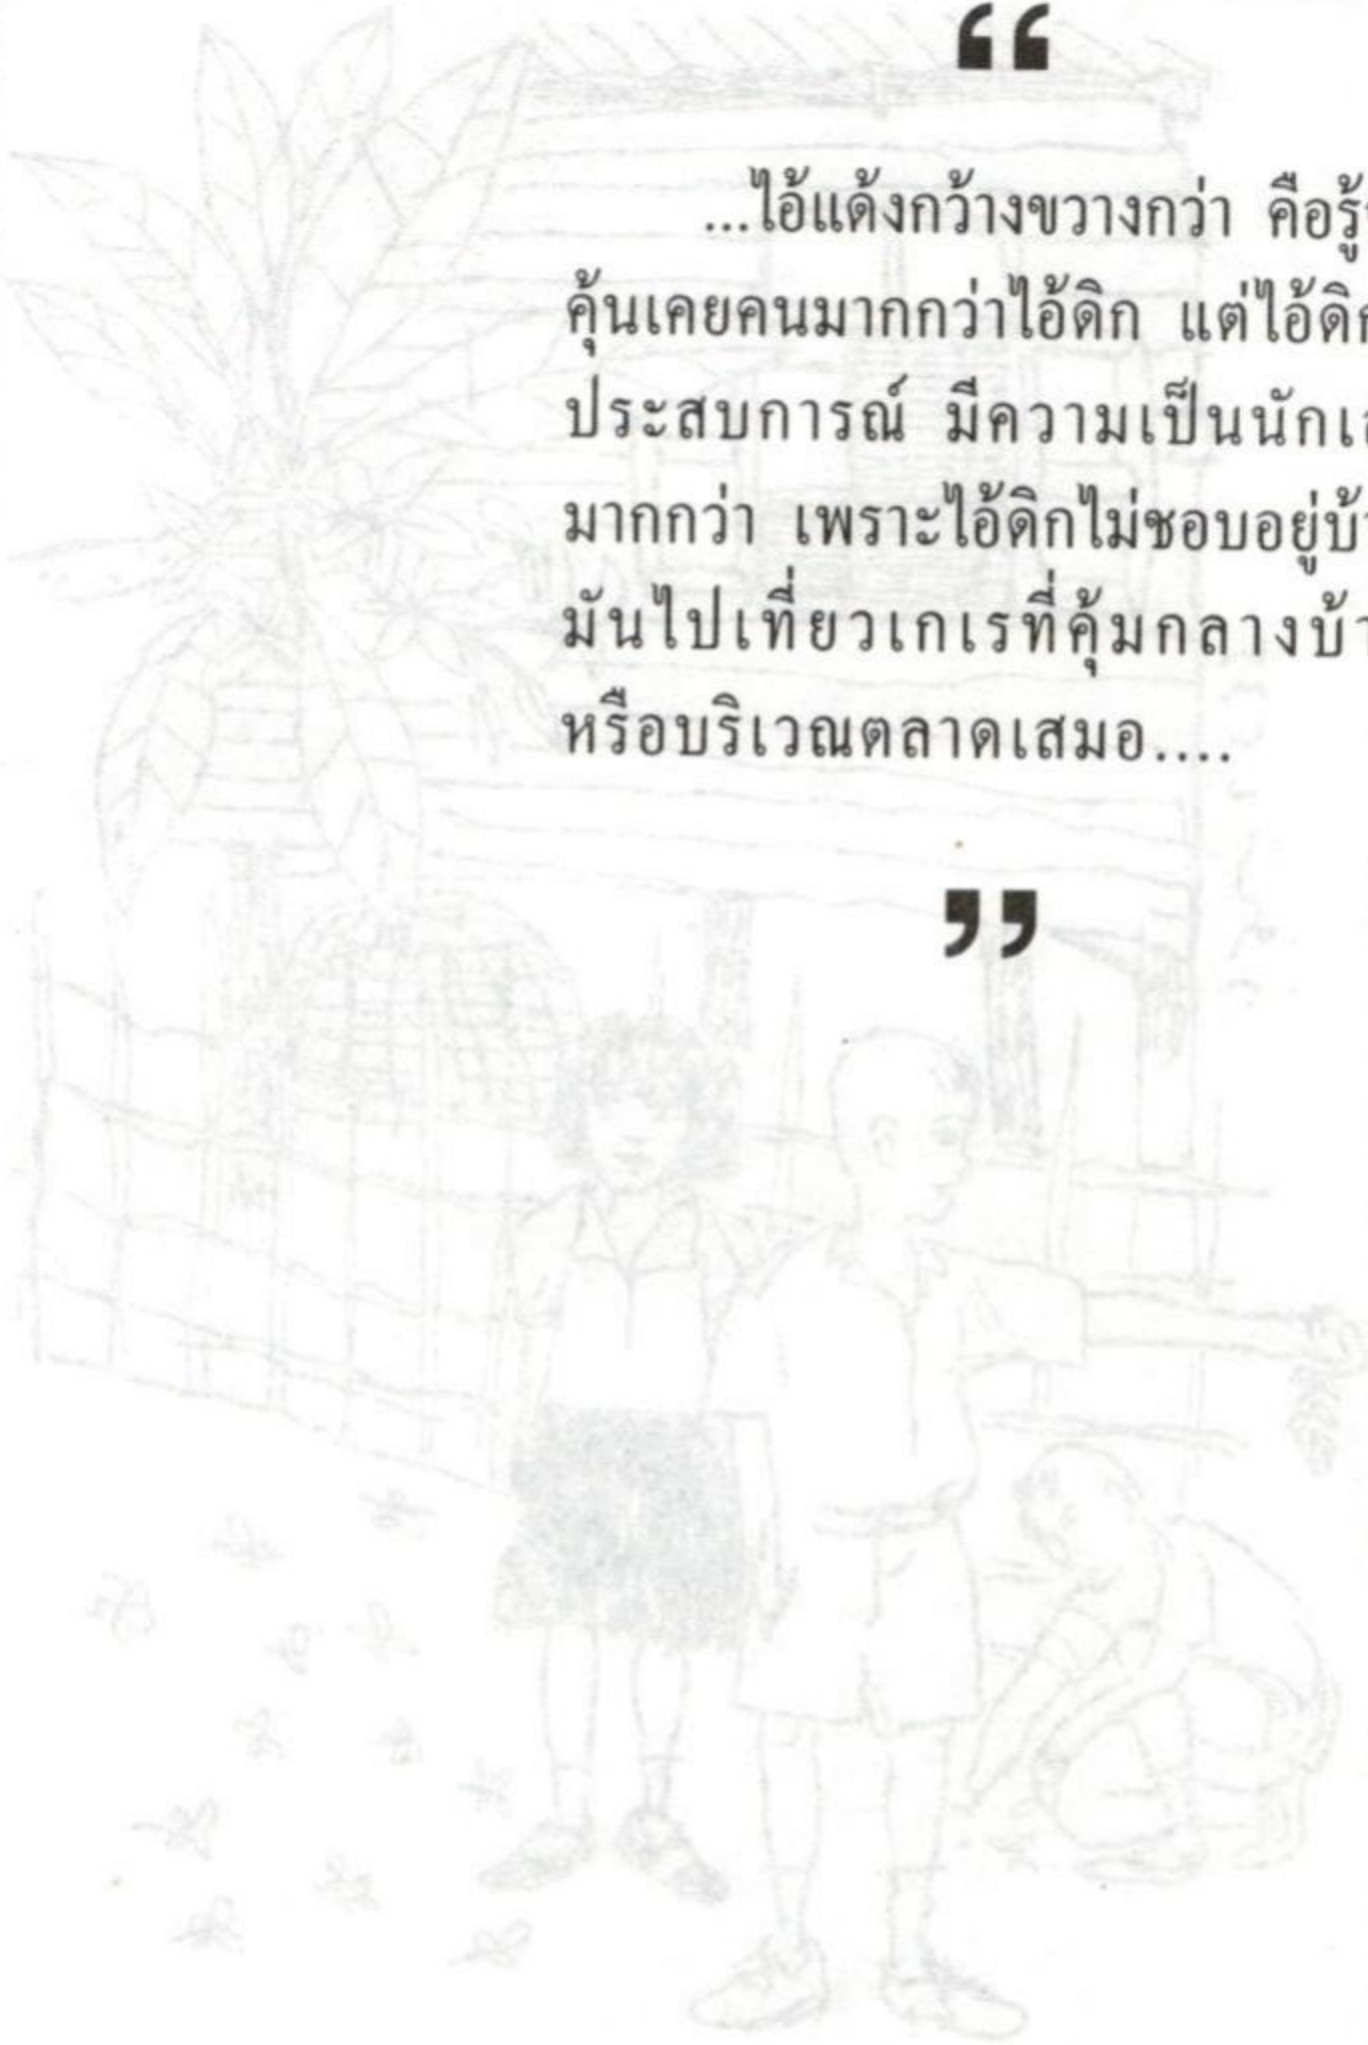 “
...ไอ้แด้งกว้างขวางกว่า คือรู้
คุ้นเคยคนมากกว่าไอ้ดิก แต่ไอ้ดิก
ประสบการณ์ มีความเป็นนัก
มากกว่า เพราะไอ้ดิกไม่ชอบอยู่
มันไปเที่ยวเกเรที่คุ้มกลาง
หรือบริเวณตลาดเสมอ....
”